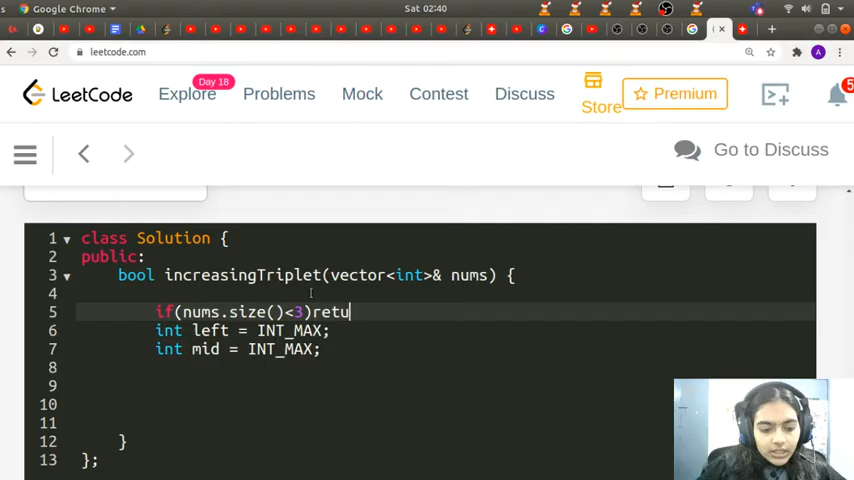 Google Chrome
Sat 02:40
leetcode.com
A
LeetCode
Explore
Day 18
Problems
Mock
Contest
Discuss
Store
Premium
5
Go to Discuss
1 class Solution {
2 public:
3 bool increasingTriplet(vector<int>& nums) {
4
5 if(nums.size()<3)retu
6 int left = INT_MAX;
7 int mid = INT_MAX;
8
9
10
11
12 }
13 };